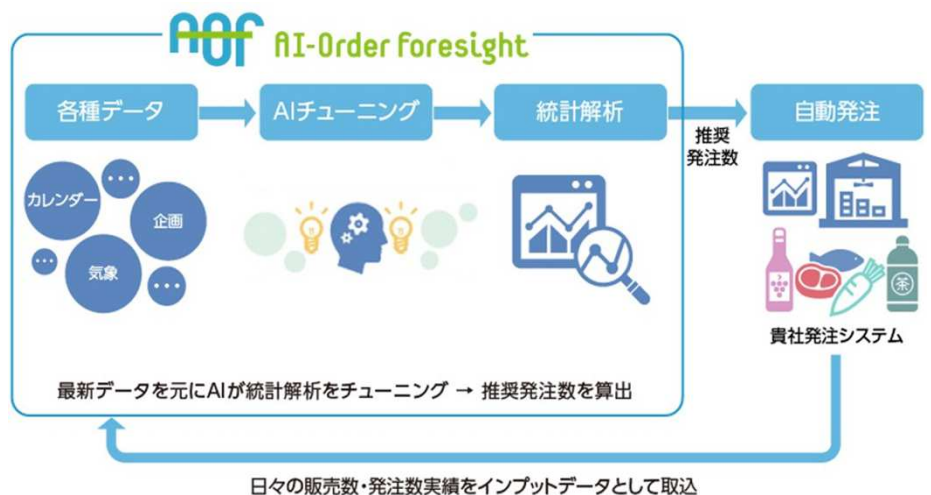 AOF AI-Order foresight
各種データ
AIチューニング
統計解析
推奨
発注数
自動発注
カレンダー
•••
企画
•••
気象
•••
茶
貴社発注システム
最新データを元にAIが統計解析をチューニング → 推奨発注数を算出
日々の販売数・発注数実績をインプットデータとして取込